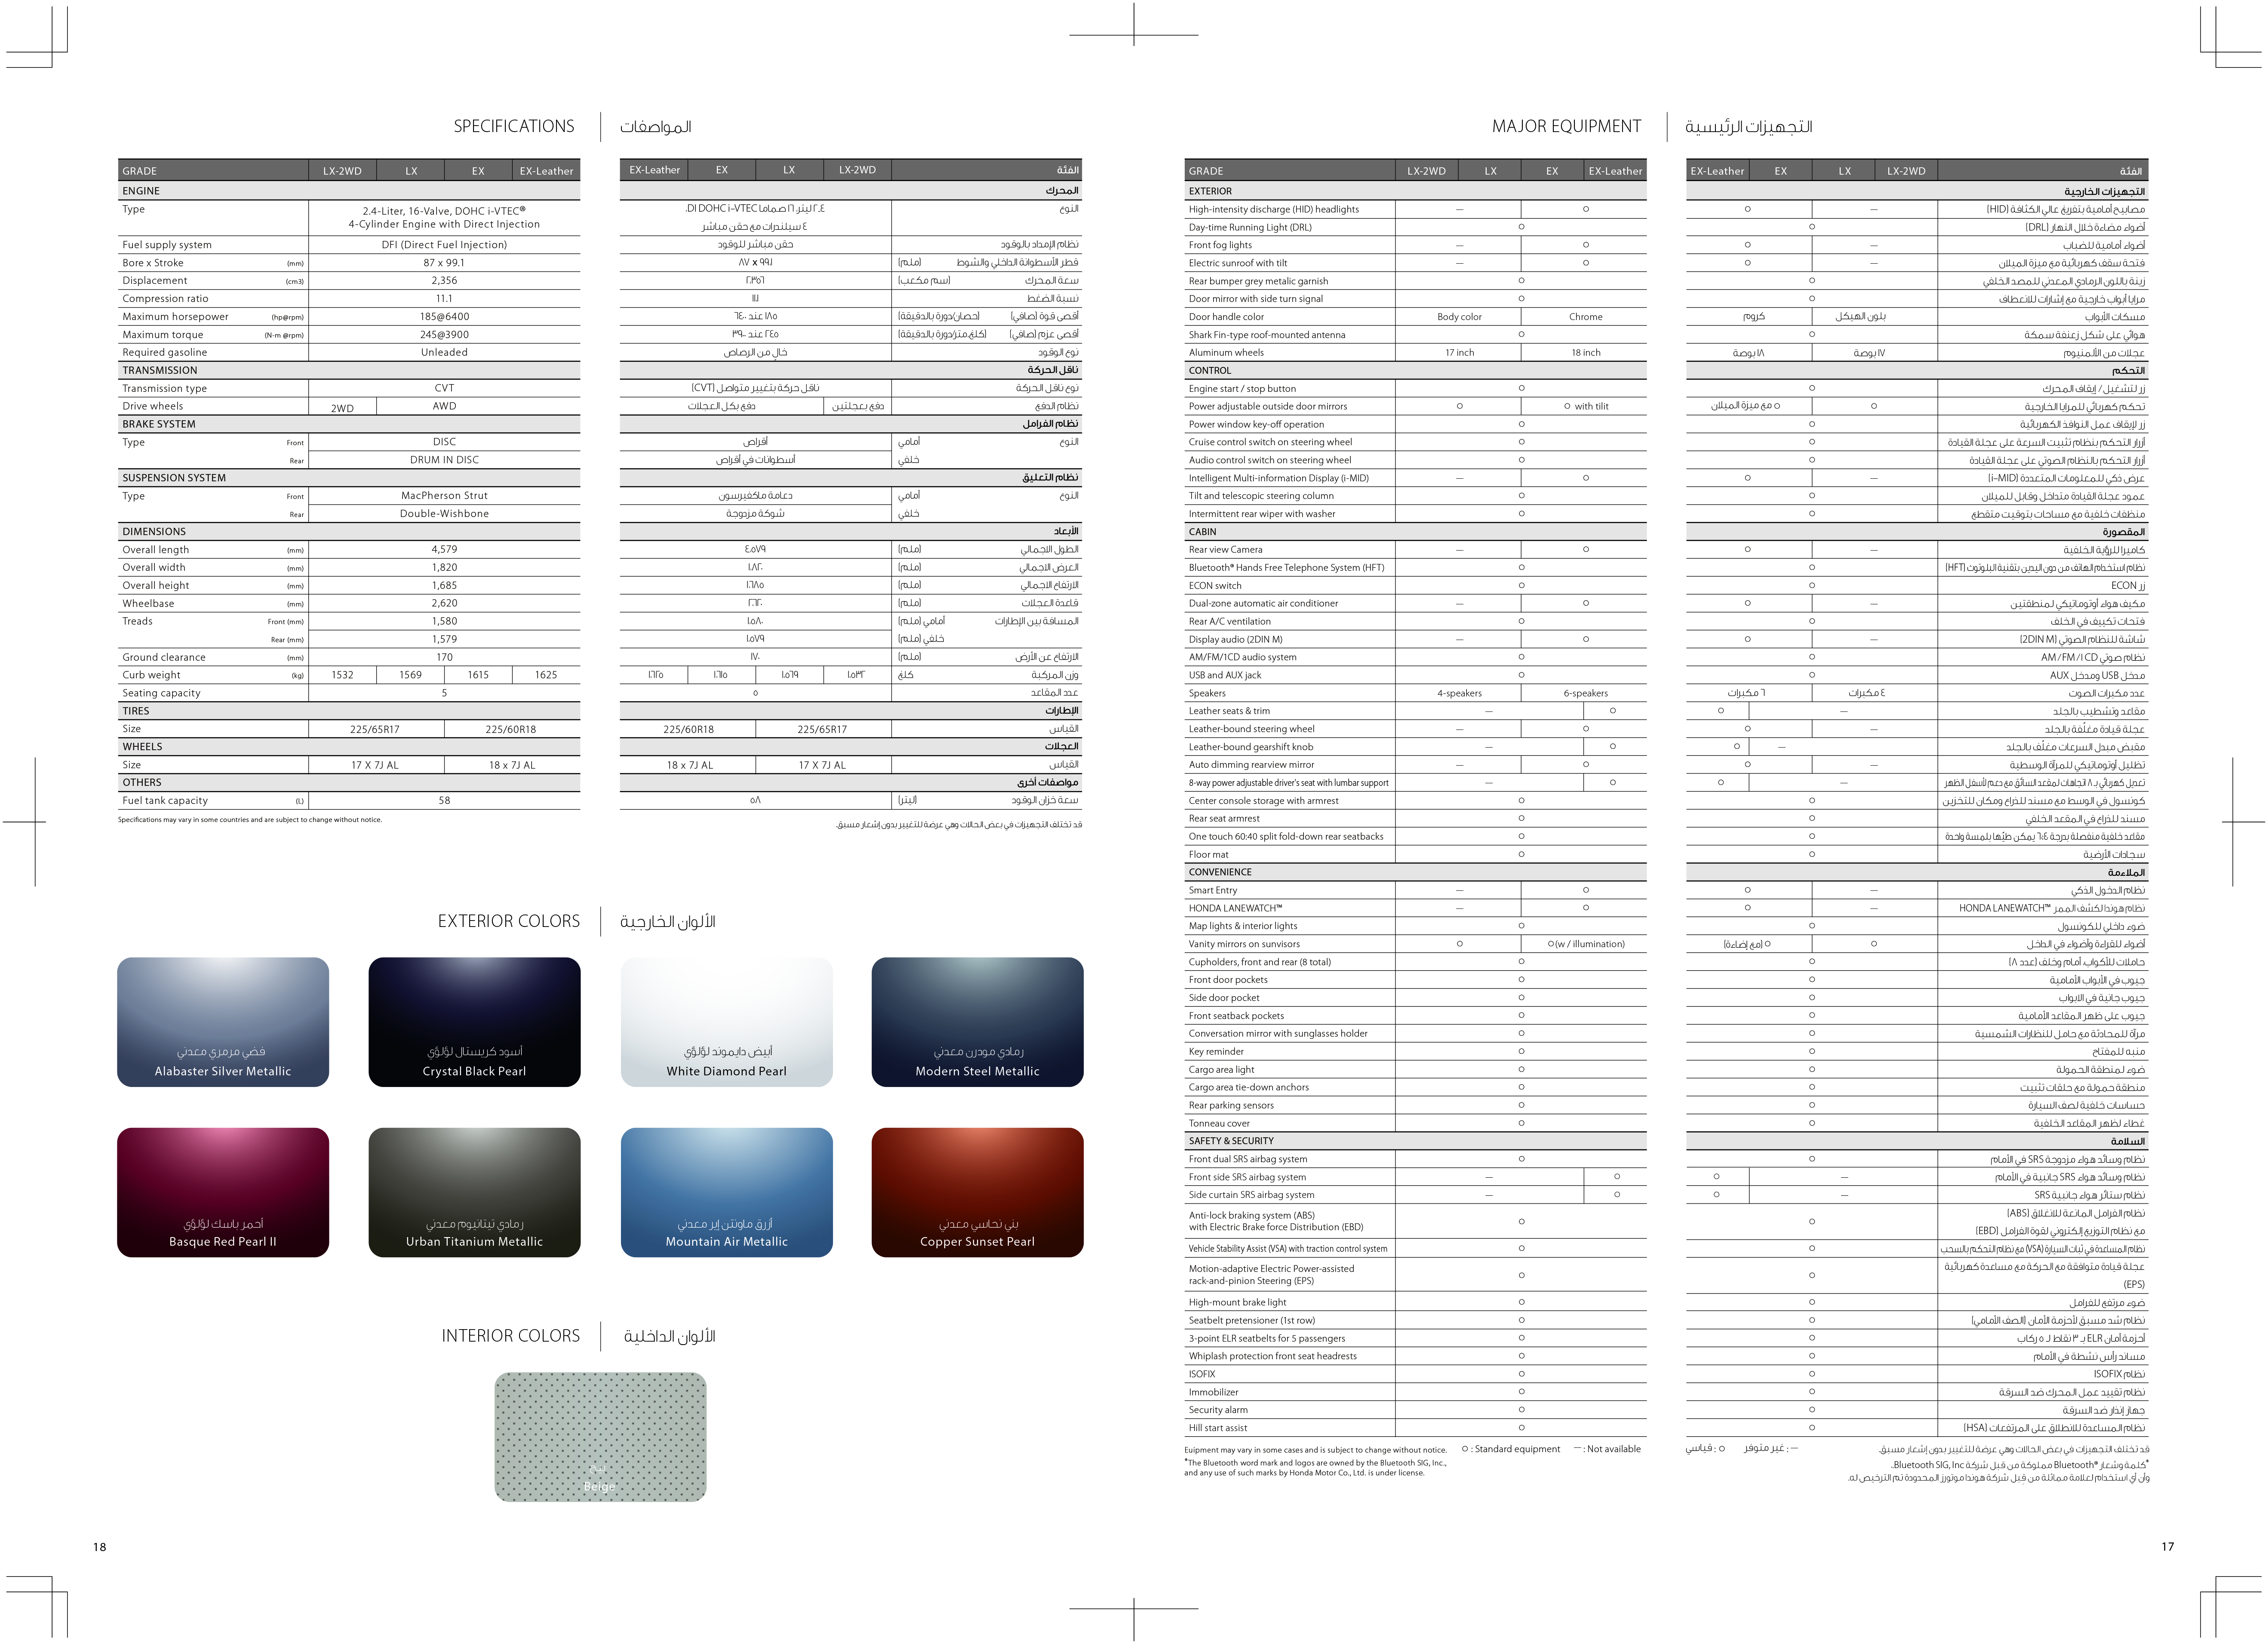 SPECIFICATIONS
المواصفات
GRADE LX-2WD LX EX EX-Leather
ENGINE
Type 2.4-Liter, 16-Valve, DOHC i-VTEC®
4-Cylinder Engine with Direct Injection
Fuel supply system DFI (Direct Fuel Injection)
Bore x Stroke (mm) 87 x 99.1
Displacement (cm3) 2,356
Compression ratio 11.1
Maximum horsepower (hp@rpm) 185@6400
Maximum torque (N-m @rpm) 245@3900
Required gasoline Unleaded
TRANSMISSION
Transmission type CVT
Drive wheels 2WD AWD
BRAKE SYSTEM
Type Front DISC
Rear DRUM IN DISC
SUSPENSION SYSTEM
Type Front MacPherson Strut
Rear Double-Wishbone
DIMENSIONS
Overall length (mm) 4,579
Overall width (mm) 1,820
Overall height (mm) 1,685
Wheelbase (mm) 2,620
Treads Front (mm) 1,580
Rear (mm) 1,579
Ground clearance (mm) 170
Curb weight (kg) 1532 1569 1615 1625
Seating capacity 5
TIRES
Size 225/65R17 225/60R18
WHEELS
Size 17 X 7J AL 18 x 7J AL
OTHERS
Fuel tank capacity (L) 58
Specifications may vary in some countries and are subject to change without notice.
الفئة LX-2WD LX EX EX-Leather
المحرك
النوع ٢،٤ ليتر، ١٦ صماما DI DOHC i-VTEC،
٤ سيلندرات مع حقن مباشر
نظام الإمداد بالوقود حقن مباشر للوقود
قطر الأسطوانة الداخلي والشوط (ملم) ٨٧ x ٩٩،١
سعة المحرك (سم مكعب) ٢،٣٥٦
نسبة الضغط ١١،١
أقصى قوة (صافي) (حصان/دورة بالدقيقة) ١٨٥ عند ٦٤٠٠
أقصى عزم (صافي) (كلغ.متر/دورة بالدقيقة) ٢٤٥ عند ٣٩٠٠
نوع الوقود خالٍ من الرصاص
ناقل الحركة
نوع ناقل الحركة ناقل حركة بتغيير متواصل (CVT)
نظام الدفع دفع بعجلتين دفع بكل العجلات
نظام الفرامل
النوع أمامي أقراص
خلفي أسطوانات في أقراص
نظام التعليق
النوع أمامي دعامة ماكفيرسون
خلفي شوكة مزدوجة
الأبعاد
الطول الاجمالي (ملم) ٤،٥٧٩
العرض الاجمالي (ملم) ١،٨٢٠
الارتفاع الاجمالي (ملم) ١،٦٨٥
قاعدة العجلات (ملم) ٢،٦٢٠
المسافة بين الإطارات أمامي (ملم) ١،٥٨٠
خلفي (ملم) ١،٥٧٩
الارتفاع عن الأرض (ملم) ١٧٠
وزن المركبة كلغ ١،٥٣٢ ١،٥٦٩ ١،٦١٥ ١،٦٢٥
عدد المقاعد ٥
الإطارات
القياس 225/65R17 225/60R18
العجلات
القياس 17 X 7J AL 18 x 7J AL
مواصفات أخرى
سعة خزان الوقود (ليتر) ٥٨
قد تختلف التجهيزات في بعض الحالات وهي عرضة للتغيير بدون إشعار مسبق.
EXTERIOR COLORS
الألوان الخارجية
فضي مرمري معدني
Alabaster Silver Metallic
أسود كريستال لؤلؤي
Crystal Black Pearl
أبيض دايموند لؤلؤي
White Diamond Pearl
رمادي مودرن معدني
Modern Steel Metallic
أحمر باسك لؤلؤي
Basque Red Pearl II
رمادي تيتانيوم معدني
Urban Titanium Metallic
أزرق ماونتن إير معدني
Mountain Air Metallic
بني نحاسي معدني
Copper Sunset Pearl
INTERIOR COLORS
الألوان الداخلية
بيج
Beige
18
MAJOR EQUIPMENT
التجهيزات الرئيسية
GRADE LX-2WD LX EX EX-Leather
EXTERIOR
High-intensity discharge (HID) headlights — ○
Day-time Running Light (DRL) ○
Front fog lights — ○
Electric sunroof with tilt — ○
Rear bumper grey metalic garnish ○
Door mirror with side turn signal ○
Door handle color Body color Chrome
Shark Fin-type roof-mounted antenna ○
Aluminum wheels 17 inch 18 inch
CONTROL
Engine start / stop button ○
Power adjustable outside door mirrors ○ ○ with tilit
Power window key-off operation ○
Cruise control switch on steering wheel ○
Audio control switch on steering wheel ○
Intelligent Multi-information Display (i-MID) — ○
Tilt and telescopic steering column ○
Intermittent rear wiper with washer ○
CABIN
Rear view Camera — ○
Bluetooth® Hands Free Telephone System (HFT) ○
ECON switch ○
Dual-zone automatic air conditioner — ○
Rear A/C ventilation ○
Display audio (2DIN M) — ○
AM/FM/1CD audio system ○
USB and AUX jack ○
Speakers 4-speakers 6-speakers
Leather seats & trim — ○
Leather-bound steering wheel — ○
Leather-bound gearshift knob — ○
Auto dimming rearview mirror — ○
8-way power adjustable driver's seat with lumbar support — ○
Center console storage with armrest ○
Rear seat armrest ○
One touch 60:40 split fold-down rear seatbacks ○
Floor mat ○
CONVENIENCE
Smart Entry — ○
HONDA LANEWATCH™ — ○
Map lights & interior lights ○
Vanity mirrors on sunvisors ○ ○(w / illumination)
Cupholders, front and rear (8 total) ○
Front door pockets ○
Side door pocket ○
Front seatback pockets ○
Conversation mirror with sunglasses holder ○
Key reminder ○
Cargo area light ○
Cargo area tie-down anchors ○
Rear parking sensors ○
Tonneau cover ○
SAFETY & SECURITY
Front dual SRS airbag system ○
Front side SRS airbag system — ○
Side curtain SRS airbag system — ○
Anti-lock braking system (ABS)
with Electric Brake force Distribution (EBD) ○
Vehicle Stability Assist (VSA) with traction control system ○
Motion-adaptive Electric Power-assisted
rack-and-pinion Steering (EPS) ○
High-mount brake light ○
Seatbelt pretensioner (1st row) ○
3-point ELR seatbelts for 5 passengers ○
Whiplash protection front seat headrests ○
ISOFIX ○
Immobilizer ○
Security alarm ○
Hill start assist ○
Euipment may vary in some cases and is subject to change without notice. ○ : Standard equipment — : Not available
*The Bluetooth word mark and logos are owned by the Bluetooth SIG, Inc.,
and any use of such marks by Honda Motor Co., Ltd. is under license.
الفئة LX-2WD LX EX EX-Leather
التجهيزات الخارجية
مصابيح أمامية بتفريغ عالي الكثافة (HID) — ○
أضواء مضاءة خلال النهار (DRL) ○
أضواء أمامية للضباب — ○
فتحة سقف كهربائية مع ميزة الميلان — ○
زينة باللون الرمادي المعدني للمصد الخلفي ○
مرايا أبواب خارجية مع إشارات للانعطاف ○
مسكات الأبواب بلون الهيكل كروم
هوائي على شكل زعنفة سمكة ○
عجلات من الألمنيوم ١٧ بوصة ١٨ بوصة
التحكم
زر لتشغيل / إيقاف المحرك ○
تحكم كهربائي للمرايا الخارجية ○ ○ مع ميزة الميلان
زر لإيقاف عمل النوافذ الكهربائية ○
أزرار التحكم بنظام تثبيت السرعة على عجلة القيادة ○
أزرار التحكم بالنظام الصوتي على عجلة القيادة ○
عرض ذكي للمعلومات المتعددة (i-MID) — ○
عمود عجلة القيادة متداخل وقابل للميلان ○
منظفات خلفية مع مساحات بتوقيت متقطع ○
المقصورة
كاميرا للرؤية الخلفية — ○
نظام استخدام الهاتف من دون اليدين بتقنية البلوتوث (HFT) ○
زر ECON ○
مكيف هواء أوتوماتيكي لمنطقتين — ○
فتحات تكييف في الخلف ○
شاشة للنظام الصوتي (2DIN M) — ○
نظام صوتي AM/FM/١CD ○
مدخل USB ومدخل AUX ○
عدد مكبرات الصوت ٤ مكبرات ٦ مكبرات
مقاعد وتشطيب بالجلد — ○
عجلة قيادة مغلّفة بالجلد — ○
مقبض مبدل السرعات مغلّف بالجلد — ○
تظليل أوتوماتيكي للمرآة الوسطية — ○
تعديل كهربائي بـ ٨ اتجاهات لمقعد السائق مع دعم لأسفل الظهر — ○
كونسول في الوسط مع مسند للذراع ومكان للتخزين ○
مسند للذراع في المقعد الخلفي ○
مقاعد خلفية منفصلة بدرجة ٦:٤ يمكن طيّها بلمسة واحدة ○
سجادات الأرضية ○
الملاءمة
نظام الدخول الذكي — ○
نظام هوندا لكشف الممر HONDA LANEWATCH™ — ○
ضوء داخلي للكونسول ○
أضواء للقراءة وأضواء في الداخل ○ ○ (مع إضاءة)
حاملات للأكواب، أمام وخلف (عدد ٨) ○
جيوب في الأبواب الأمامية ○
جيوب جانبية في الابواب ○
جيوب على ظهر المقاعد الأمامية ○
مرآة للمحادثة مع حامل للنظارات الشمسية ○
منبه للمفتاح ○
ضوء لمنطقة الحمولة ○
منطقة حمولة مع حلقات تثبيت ○
حساسات خلفية لصف السيارة ○
غطاء لظهر المقاعد الخلفية ○
السلامة
نظام وسائد هواء مزدوجة SRS في الأمام ○
نظام وسائد هواء SRS جانبية في الأمام — ○
نظام ستائر هواء جانبية SRS — ○
نظام الفرامل المانعة للانغلاق (ABS)
مع نظام التوزيع إلكتروني لقوة الفرامل (EBD) ○
نظام المساعدة في ثبات السيارة (VSA) مع نظام التحكم بالسحب ○
عجلة قيادة متوافقة مع الحركة مع مساعدة كهربائية
(EPS) ○
ضوء مرتفع للفرامل ○
نظام شد مسبق لأحزمة الأمان (الصف الأمامي) ○
أحزمة أمان ELR بـ ٣ نقاط لـ ٥ ركاب ○
مساند رأس نشطة في الأمام ○
نظام ISOFIX ○
نظام تقييد عمل المحرك ضد السرقة ○
جهاز إنذار ضد السرقة ○
نظام المساعدة للانطلاق على المرتفعات (HSA) ○
قد تختلف التجهيزات في بعض الحالات وهي عرضة للتغيير بدون إشعار مسبق. — : غير متوفر ○ : قياسي
*كلمة وشعار Bluetooth® مملوكة من قبل شركة Bluetooth SIG, Inc.
وأن أي استخدام لعلامة مماثلة من قبل شركة هوندا موتورز المحدودة تم الترخيص له.
17